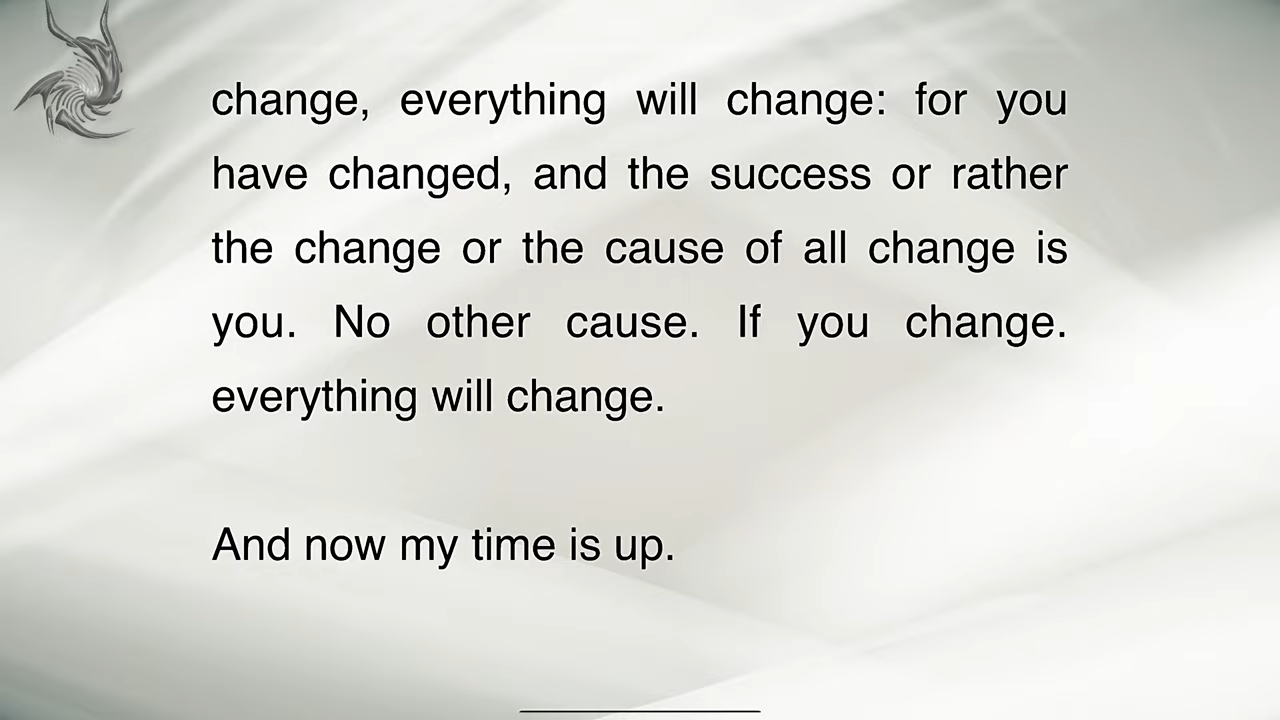 change, everything will change: for you
have changed, and the success or rather
the change or the cause of all change is
you. No other cause. If you change.
everything will change.
And now my time is up.